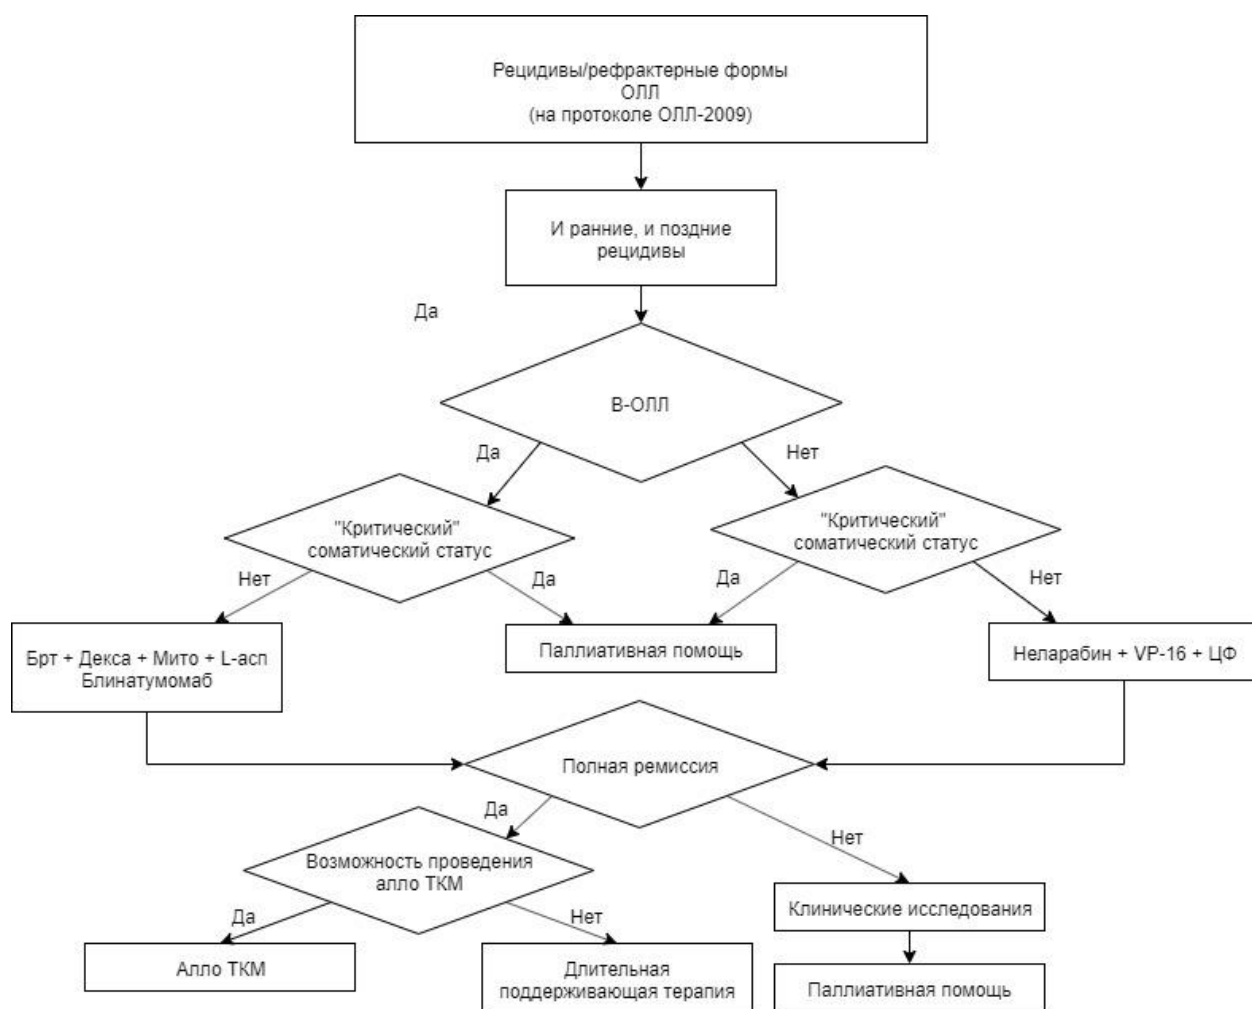 Рецидивы/рефрактерные формы
ОЛЛ
(на протоколе ОЛЛ-2009)
И ранние, и поздние
рецидивы
Да
В-ОЛЛ
Да
Нет
"Критический"
соматический статус
"Критический"
соматический статус
Нет
Да
Да
Нет
Брт + Декса + Мито + L-асп
Блинатумомаб
Паллиативная помощь
Неларабин + VP-16 + ЦФ
Полная ремиссия
Да
Нет
Возможность проведения
алло ТКМ
Да
Нет
Клинические исследования
Алло ТКМ
Длительная
поддерживающая терапия
Паллиативная помощь